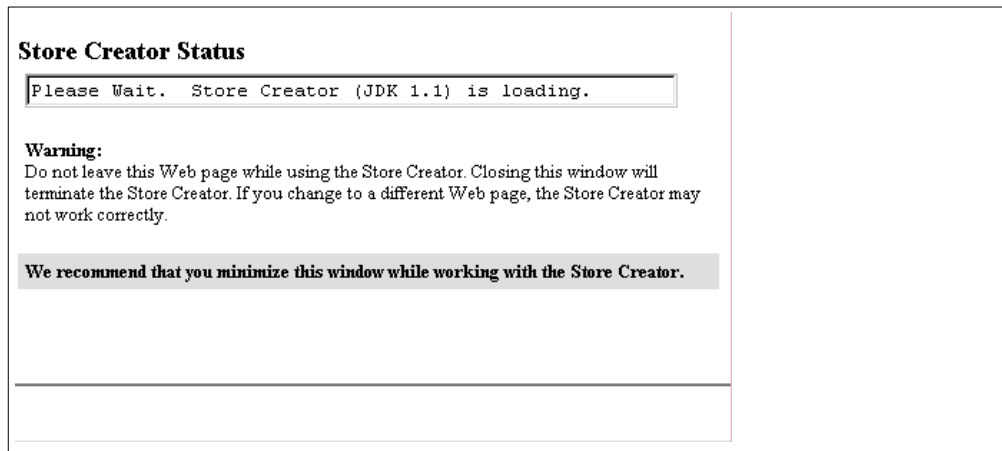 Store Creator Status
Please Wait.  Store Creator (JDK 1.1) is loading.
Warning:
Do not leave this Web page while using the Store Creator. Closing this window will
terminate the Store Creator. If you change to a different Web page, the Store Creator may
not work correctly.
We recommend that you minimize this window while working with the Store Creator.